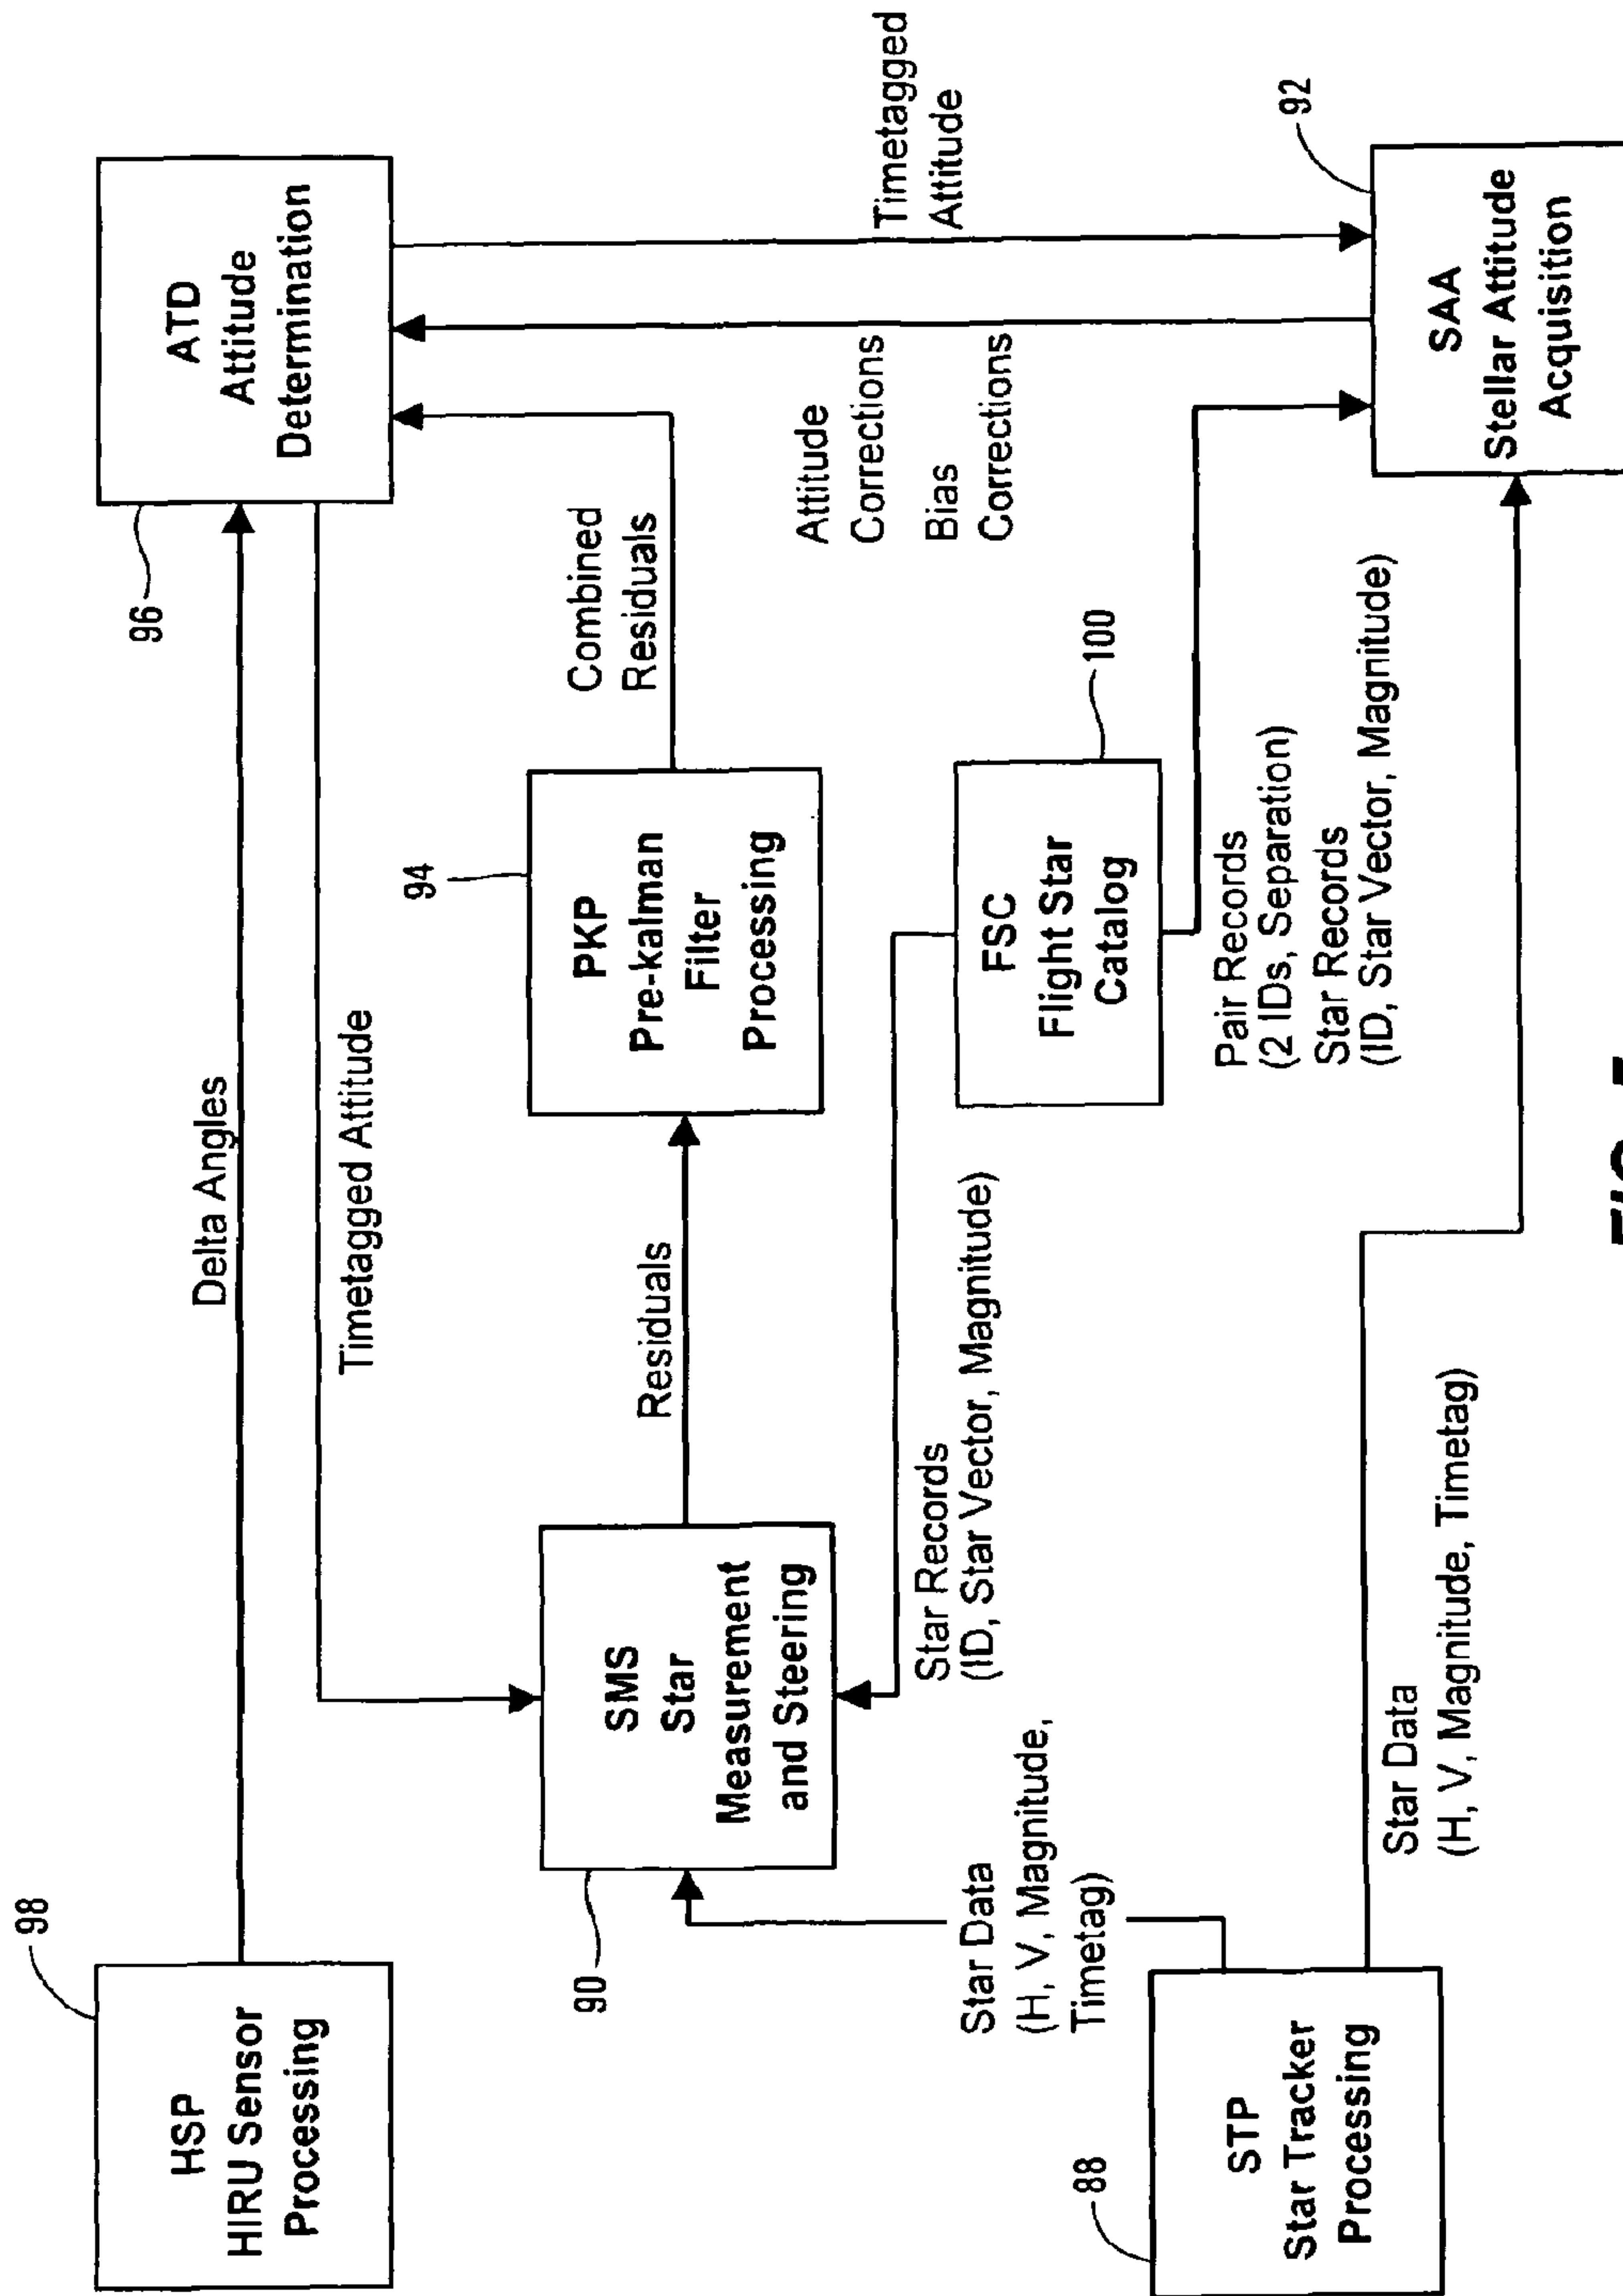 98
HSP
HIRU Sensor
Processing
Delta Angles
96
ATD
Attitude
Determination
Timetagged Attitude
90
SMS
Star
Measurement
and Steering
Residuals
94
PKP
Pre-kalman
Filter
Processing
Combined
Residuals
Attitude
Corrections
Bias
Corrections
Timetagged
Attitude
Star Records
(ID, Star Vector, Magnitude)
FSC
Flight Star
Catalog
100
Pair Records
(2 IDs, Separation)
Star Records
(ID, Star Vector, Magnitude)
Star Data
(H, V, Magnitude,
Timetag)
88
STP
Star Tracker
Processing
Star Data
(H, V, Magnitude, Timetag)
92
SAA
Stellar Attitude
Acquisition